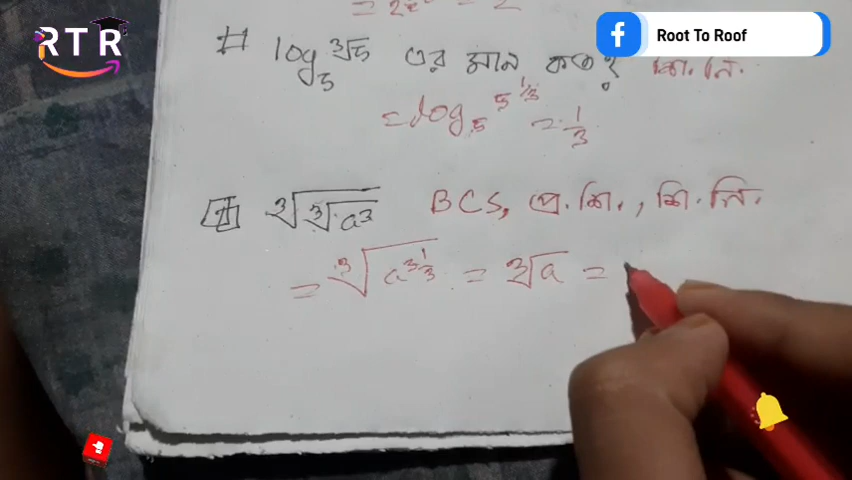 RTR
Root To Roof
# log₅ ∛5 এর মান কত? শি.নি.
= log₅ 5^(1/3) = 1/3
∛(∛(a³)) BCS, প্রা.শি., শি.নি.
= ∛(a^(3·1/3)) = ∛a =